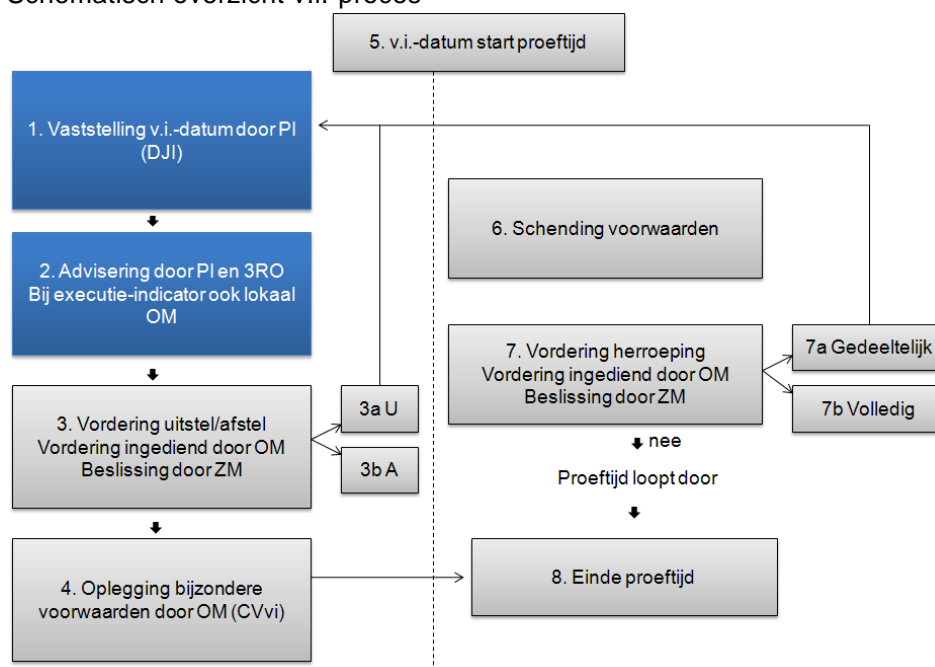 Schematisch overzicht v.i.-proces
5. v.i.-datum start proeftijd
1. Vaststelling v.i.-datum door PI
(DJI)
2. Advisering door PI en 3RO
Bij executie-indicator ook lokaal
OM
3. Vordering uitstel/afstel
Vordering ingediend door OM
Beslissing door ZM
3a U
3b A
4. Oplegging bijzondere
voorwaarden door OM (CVvi)
6. Schending voorwaarden
7. Vordering herroeping
Vordering ingediend door OM
Beslissing door ZM
7a Gedeeltelijk
7b Volledig
nee
Proeftijd loopt door
8. Einde proeftijd